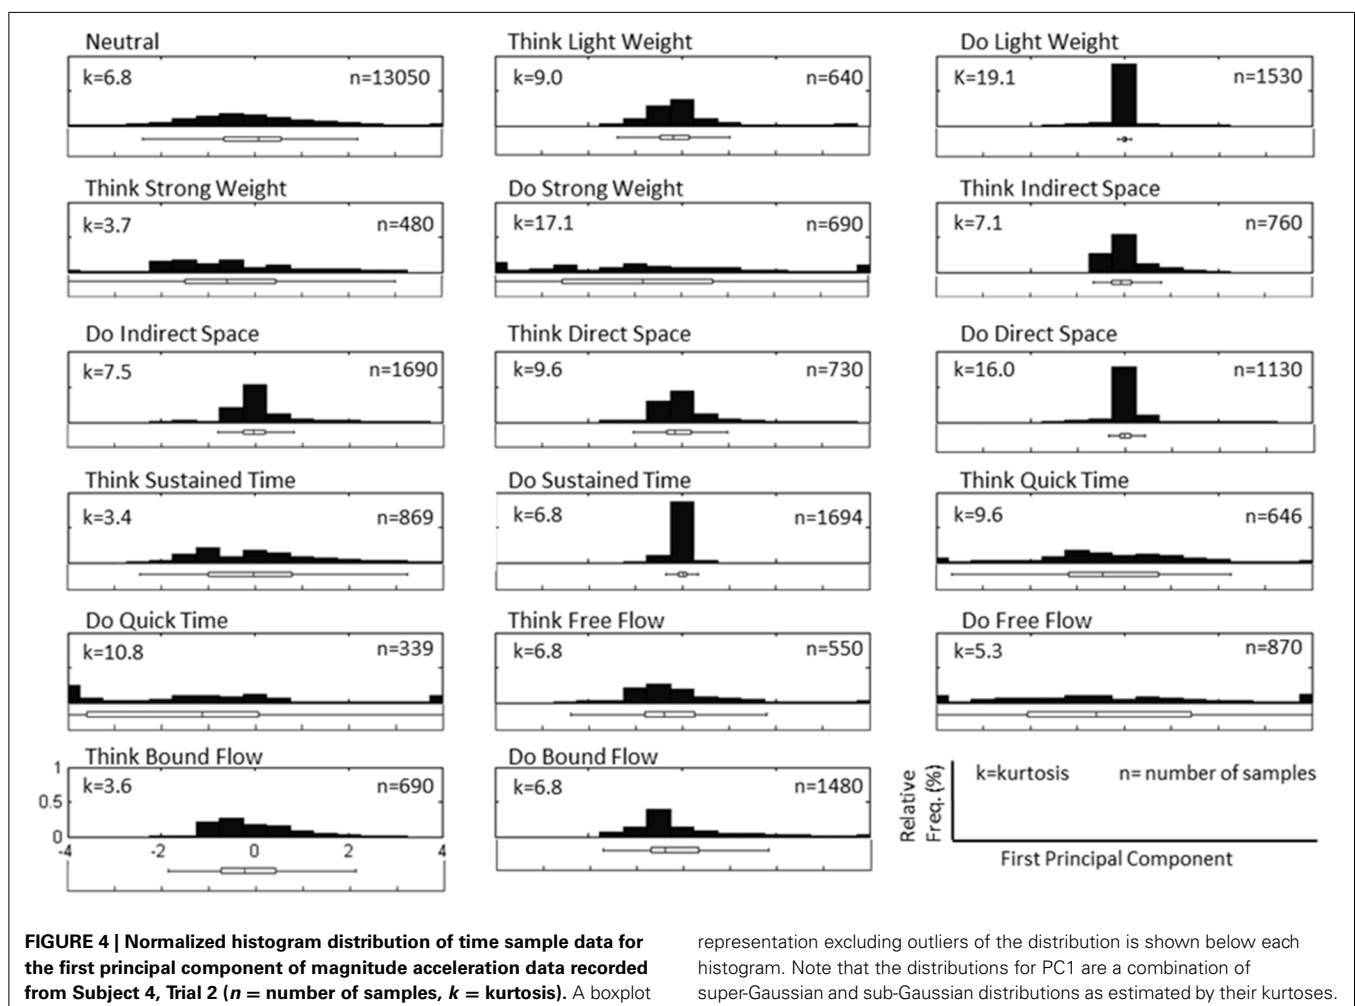 Neutral
k=6.8 n=13050
Think Light Weight
k=9.0 n=640
Do Light Weight
K=19.1 n=1530
Think Strong Weight
k=3.7 n=480
Do Strong Weight
k=17.1 n=690
Think Indirect Space
k=7.1 n=760
Do Indirect Space
k=7.5 n=1690
Think Direct Space
k=9.6 n=730
Do Direct Space
k=16.0 n=1130
Think Sustained Time
k=3.4 n=869
Do Sustained Time
k=6.8 n=1694
Think Quick Time
k=9.6 n=646
Do Quick Time
k=10.8 n=339
Think Free Flow
k=6.8 n=550
Do Free Flow
k=5.3 n=870
Think Bound Flow
1
k=3.6 n=690
0.5
0
-4 -2 0 2 4
Do Bound Flow
k=6.8 n=1480
Relative
Freq. (%)
k=kurtosis n= number of samples
First Principal Component
FIGURE 4 | Normalized histogram distribution of time sample data for
the first principal component of magnitude acceleration data recorded
from Subject 4, Trial 2 (n = number of samples, k = kurtosis). A boxplot
representation excluding outliers of the distribution is shown below each
histogram. Note that the distributions for PC1 are a combination of
super-Gaussian and sub-Gaussian distributions as estimated by their kurtoses.